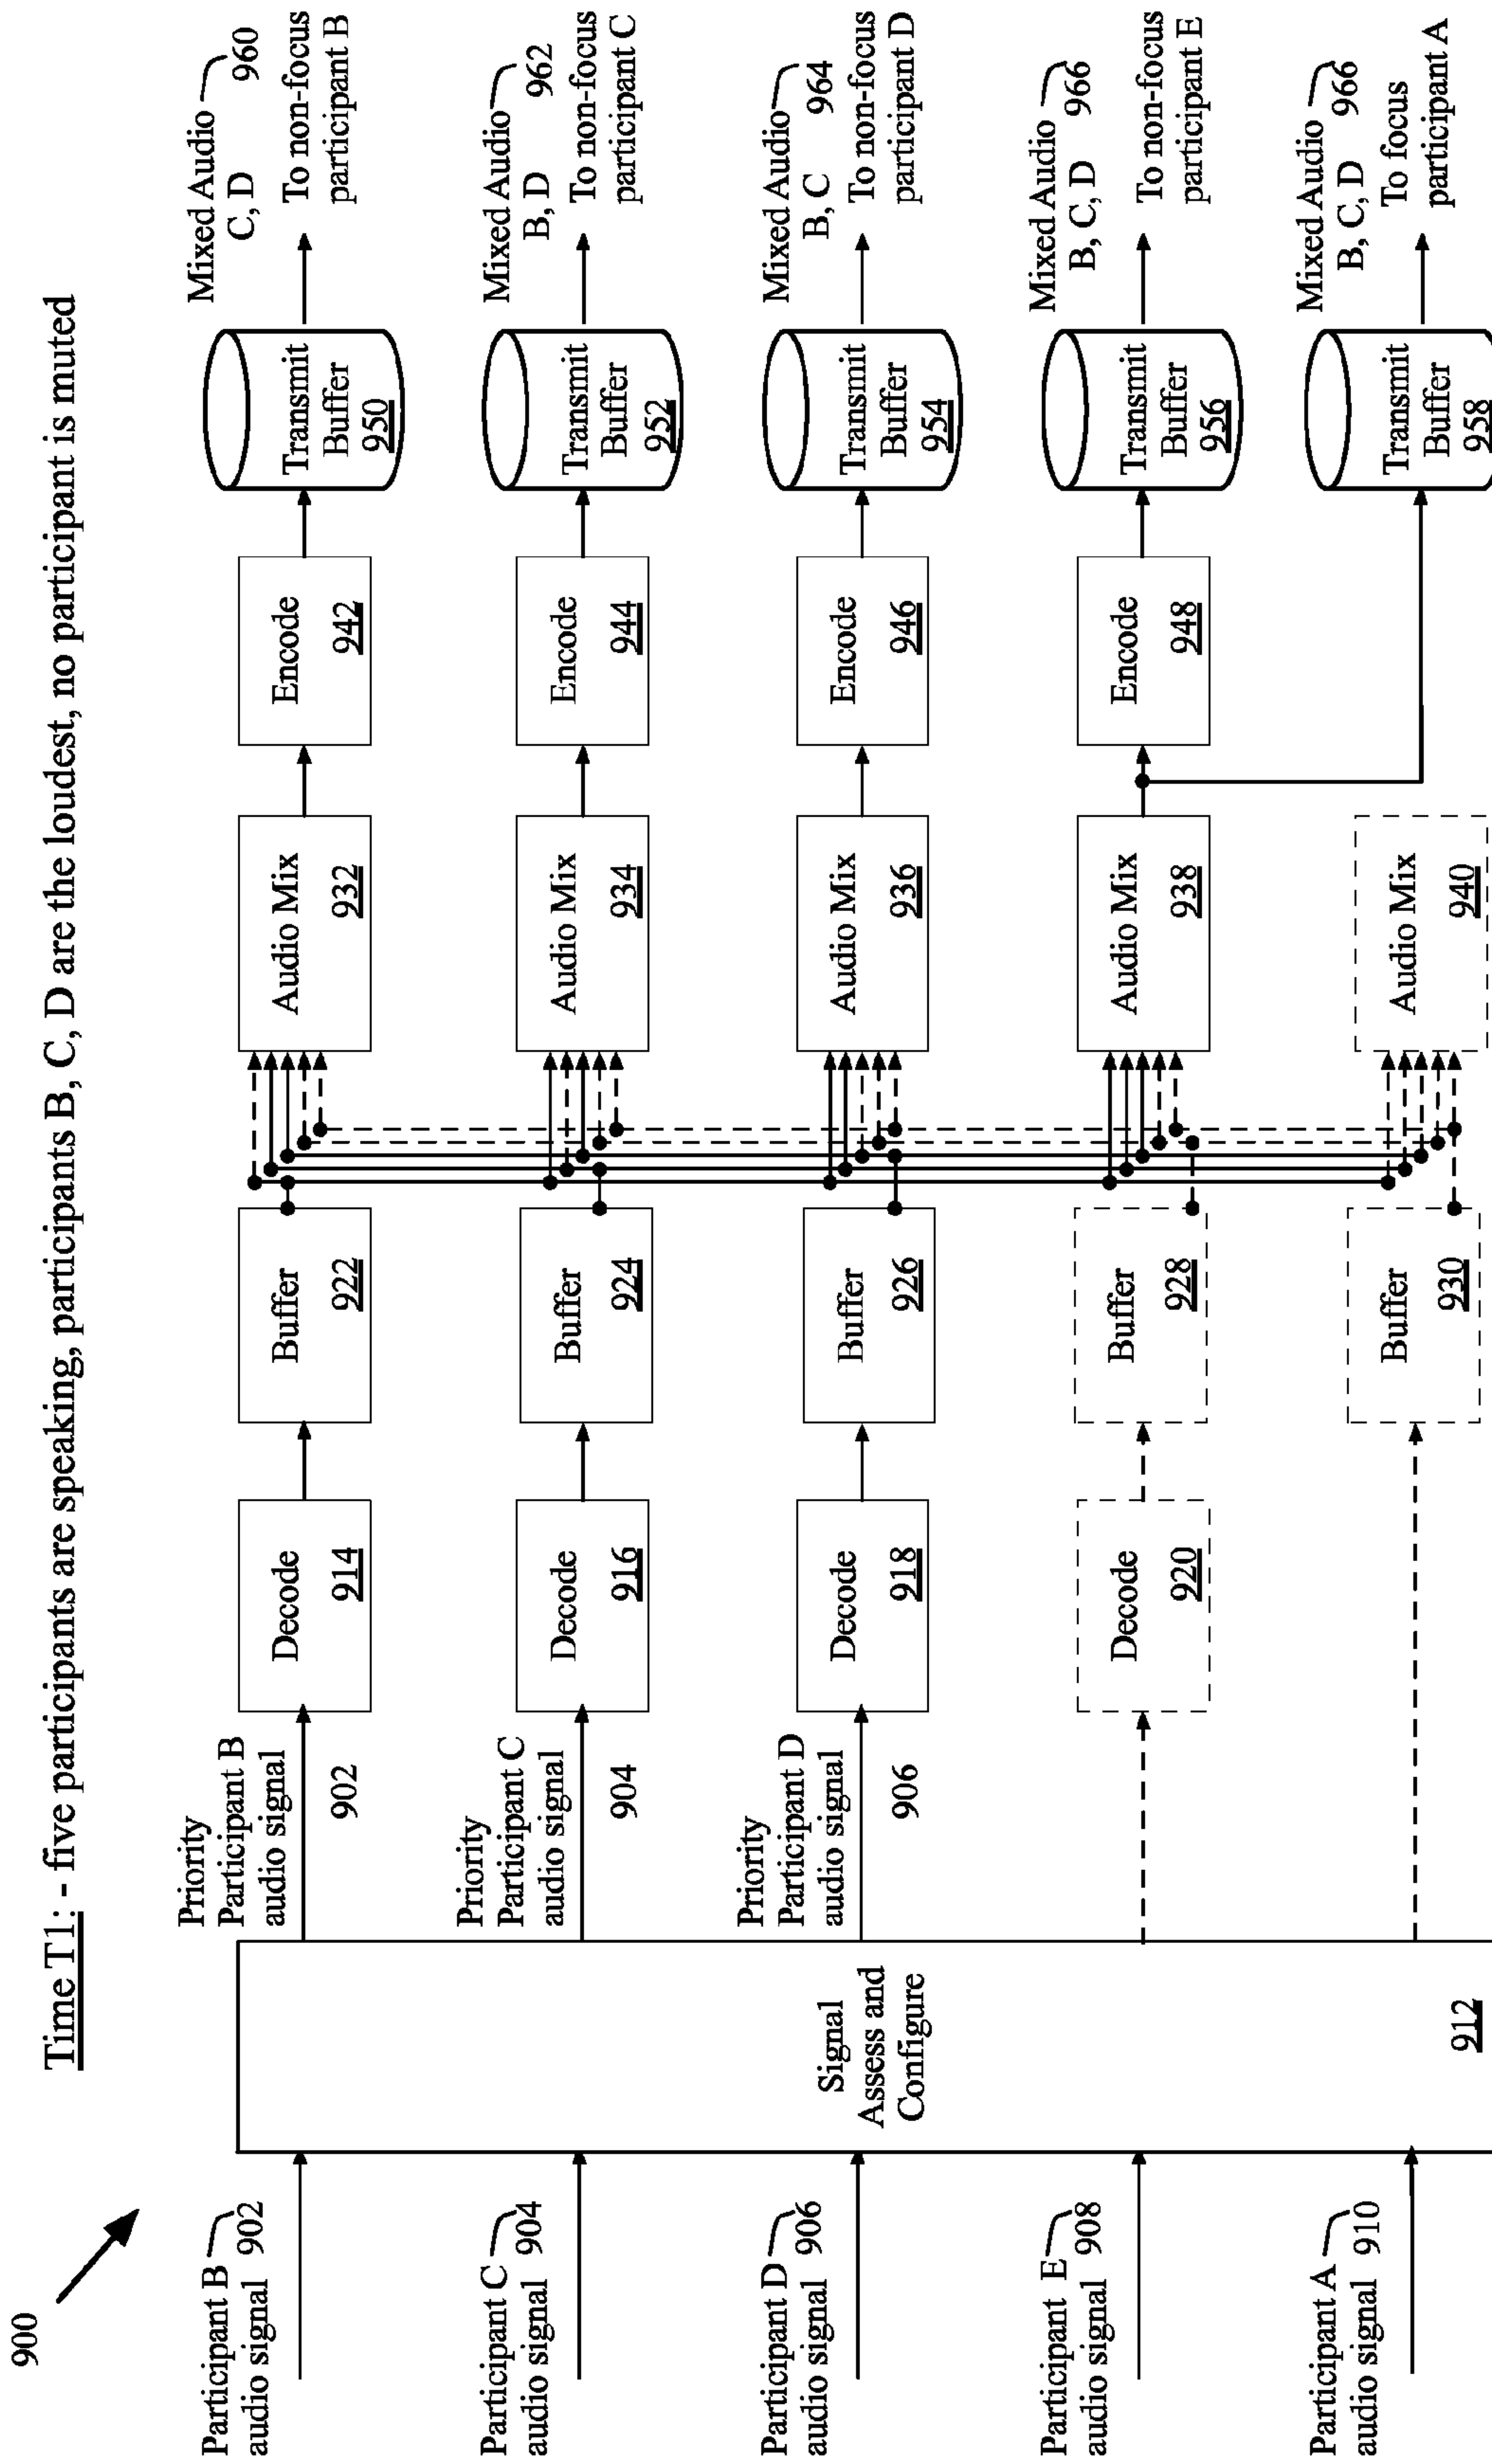 900
Time T1: - five participants are speaking, participants B, C, D are the loudest, no participant is muted
Participant B
audio signal 902
Participant C
audio signal 904
Participant D
audio signal 906
Participant E
audio signal 908
Participant A
audio signal 910
Signal
Assess and
Configure
912
Priority
Participant B
audio signal
902
Priority
Participant C
audio signal
904
Priority
Participant D
audio signal
906
Decode
914
Decode
916
Decode
918
Decode
920
Buffer
922
Buffer
924
Buffer
926
Buffer
928
Buffer
930
Audio Mix
932
Audio Mix
934
Audio Mix
936
Audio Mix
938
Audio Mix
940
Encode
942
Encode
944
Encode
946
Encode
948
Transmit
Buffer
950
Transmit
Buffer
952
Transmit
Buffer
954
Transmit
Buffer
956
Transmit
Buffer
958
Mixed Audio
C, D 960
To non-focus
participant B
Mixed Audio
B, D 962
To non-focus
participant C
Mixed Audio
B, C 964
To non-focus
participant D
Mixed Audio
B, C, D 966
To non-focus
participant E
Mixed Audio
B, C, D 966
To focus
participant A